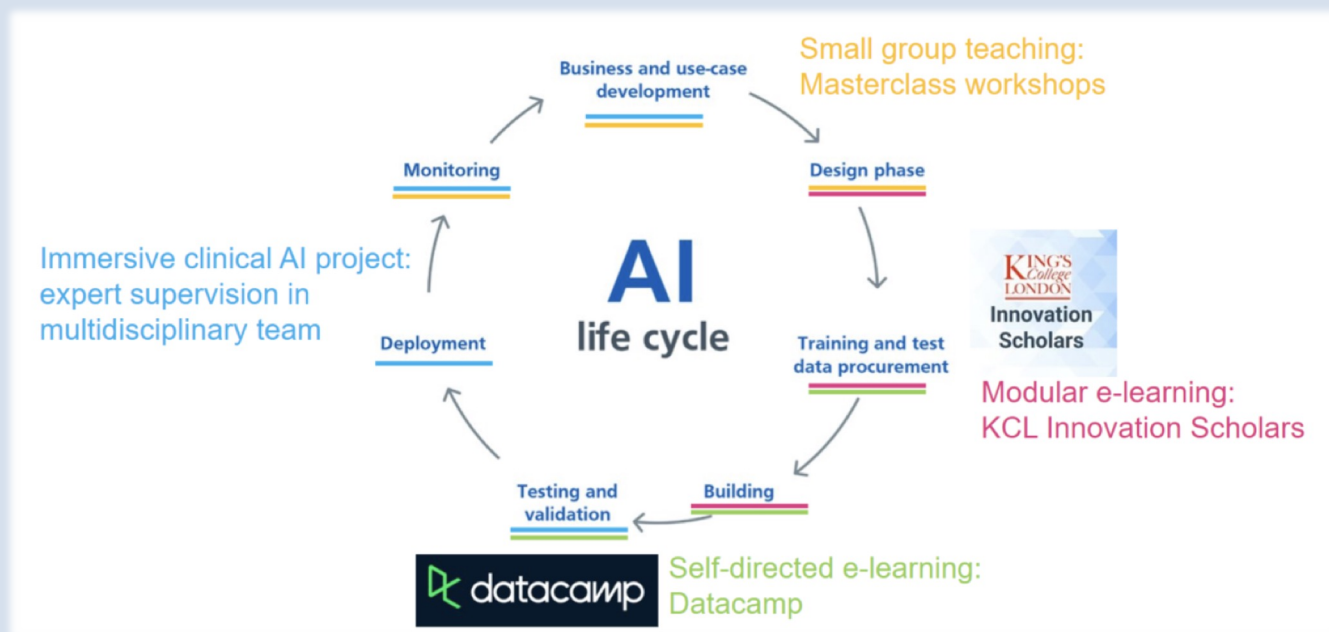 Small group teaching:
Masterclass workshops
Business and use-case
development
Monitoring
Design phase
Immersive clinical AI project:
expert supervision in
multidisciplinary team
AI
life cycle
KING'S
College
LONDON
Innovation
Scholars
Deployment
Training and test
data procurement
Modular e-learning:
KCL Innovation Scholars
Testing and
validation
Building
datacamp
Self-directed e-learning:
Datacamp